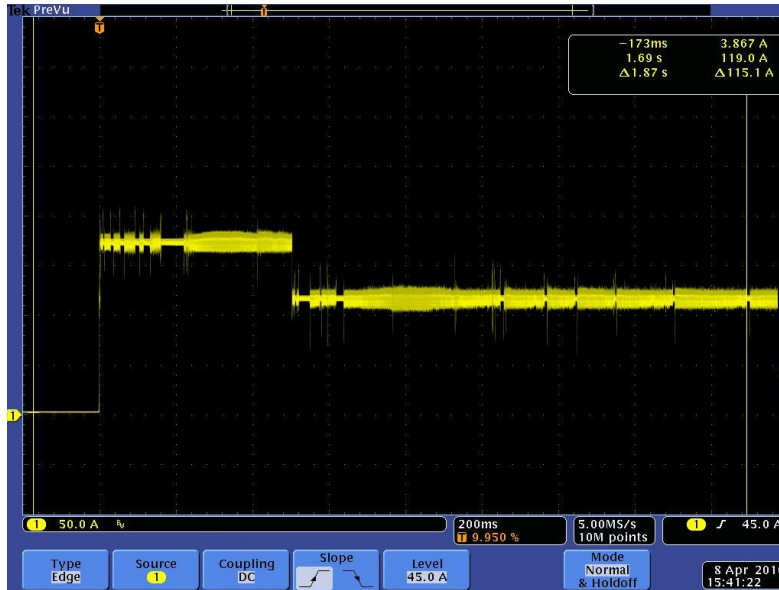 Tek PreVu
T
−173ms 3.867 A
1.69 s 119.0 A
Δ1.87 s Δ115.1 A
1
1 50.0 A
200ms
T 9.950 %
5.00MS/s
10M points
1 45.0 A
Type
Edge
Source
1
Coupling
DC
Slope
Level
45.0 A
Mode
Normal
& Holdoff
8 Apr 201
15:41:22